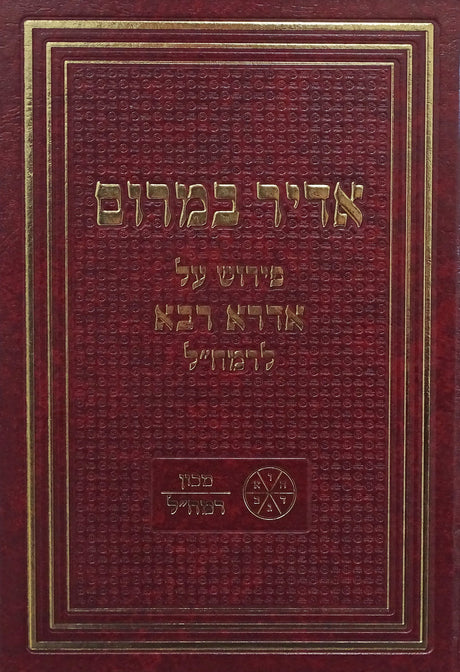 אדיר במרום
פירוש על
אדרא רבא
לרמח״ל
מכון
רמח״ל